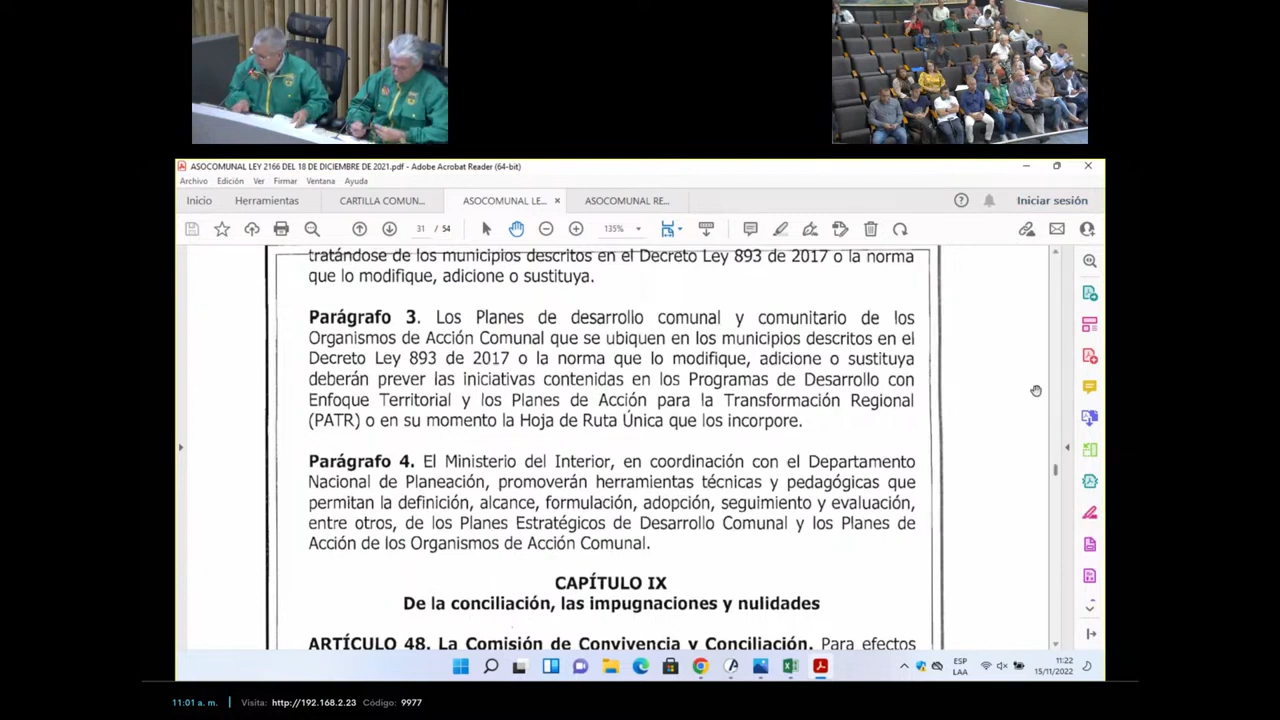 ASOCOMUNAL LEY 2166 DEL 18 DE DICIEMBRE DE 2021.pdf - Adobe Acrobat Reader (64-bit)
Archivo Edición Ver Firmar Ventana Ayuda
Inicio Herramientas CARTILLA COMUN... ASOCOMUNAL LE... × ASOCOMUNAL RE... Iniciar sesión
31 / 54 135%
tratándose de los municipios descritos en el Decreto Ley 893 de 2017 o la norma
que lo modifique, adicione o sustituya.
Parágrafo 3. Los Planes de desarrollo comunal y comunitario de los
Organismos de Acción Comunal que se ubiquen en los municipios descritos en el
Decreto Ley 893 de 2017 o la norma que lo modifique, adicione o sustituya
deberán prever las iniciativas contenidas en los Programas de Desarrollo con
Enfoque Territorial y los Planes de Acción para la Transformación Regional
(PATR) o en su momento la Hoja de Ruta Única que los incorpore.
Parágrafo 4. El Ministerio del Interior, en coordinación con el Departamento
Nacional de Planeación, promoverán herramientas técnicas y pedagógicas que
permitan la definición, alcance, formulación, adopción, seguimiento y evaluación,
entre otros, de los Planes Estratégicos de Desarrollo Comunal y los Planes de
Acción de los Organismos de Acción Comunal.
CAPÍTULO IX
De la conciliación, las impugnaciones y nulidades
ARTÍCULO 48. La Comisión de Convivencia y Conciliación. Para efectos
ESP
LAA
11:22
15/11/2022
11:01 a. m. | Visita: http://192.168.2.23 Código: 9977